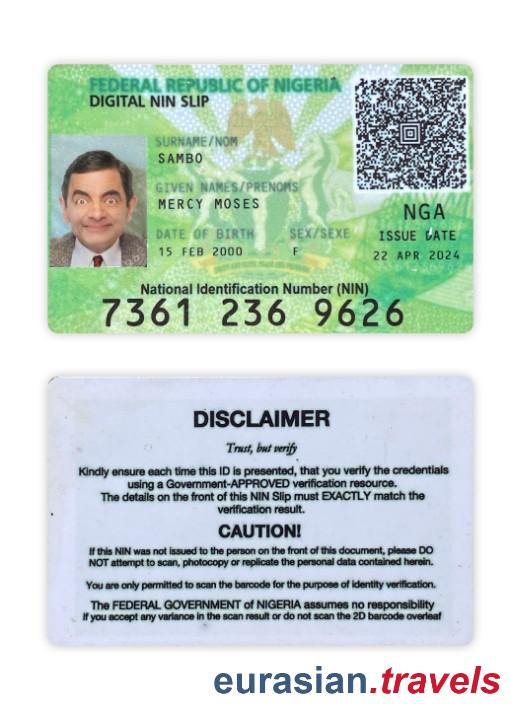 FEDERAL REPUBLIC OF NIGERIA
DIGITAL NIN SLIP
SURNAME/NOM
SAMBO
GIVEN NAMES/PRENOMS
MERCY MOSES
DATE OF BIRTH SEX/SEXE
15 FEB 2000 F
NGA
ISSUE DATE
22 APR 2024
National Identification Number (NIN)
7361 236 9626
DISCLAIMER
Trust, but verify
Kindly ensure each time this ID is presented, that you verify the credentials
using a Government-APPROVED verification resource.
The details on the front of this NIN Slip must EXACTLY match the
verification result.
CAUTION!
If this NIN was not issued to the person on the front of this document, please DO
NOT attempt to scan, photocopy or replicate the personal data contained herein.
You are only permitted to scan the barcode for the purpose of identity verification.
The FEDERAL GOVERNMENT of NIGERIA assumes no responsibility
if you accept any variance in the scan result or do not scan the 2D barcode overleaf
eurasian.travels